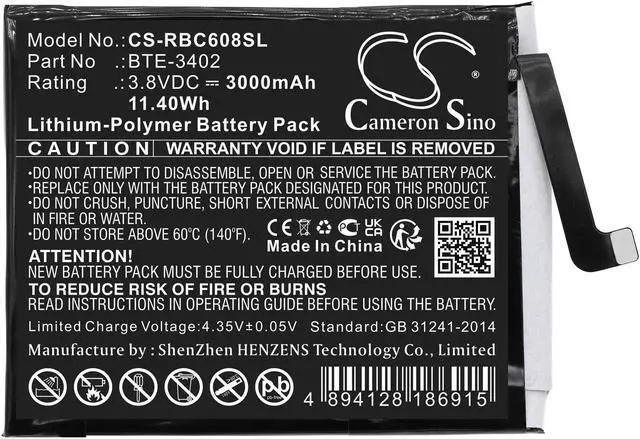 Model No: CS-RBC608SL
Part No : BTE-3402
Rating : 3.8VDC ⎓ 3000mAh
11.40Wh
Lithium-Polymer Battery Pack
Cameron Sino
CAUTION WARRANTY VOID IF LABEL IS REMOVED
•DO NOT ATTEMPT TO DISASSEMBLE, OPEN OR SERVICE THE BATTERY PACK.
•REPLACE ONLY WITH THE BATTERY PACK DESIGNATED FOR THIS PRODUCT.
•DO NOT CRUSH, PUNCTURE, SHORT EXTERNAL CONTACTS OR DISPOSE OF
IN FIRE OR WATER.
•DO NOT STORE ABOVE 60℃ (140℉).
CE UK CA
Made In China
ATTENTION!
NEW BATTERY PACK MUST BE FULLY CHARGED BEFORE INITIAL USE.
TO REDUCE RISK OF FIRE OR BURNS
READ OPERATING GUIDE BEFORE USING OR CHARGING
Limited Charge Voltage:4.35V±0.05V Standard:GB 31241-2014
Manufacture by : ShenZhen HENZENS Technology Co., Limited.
4 894128 186915